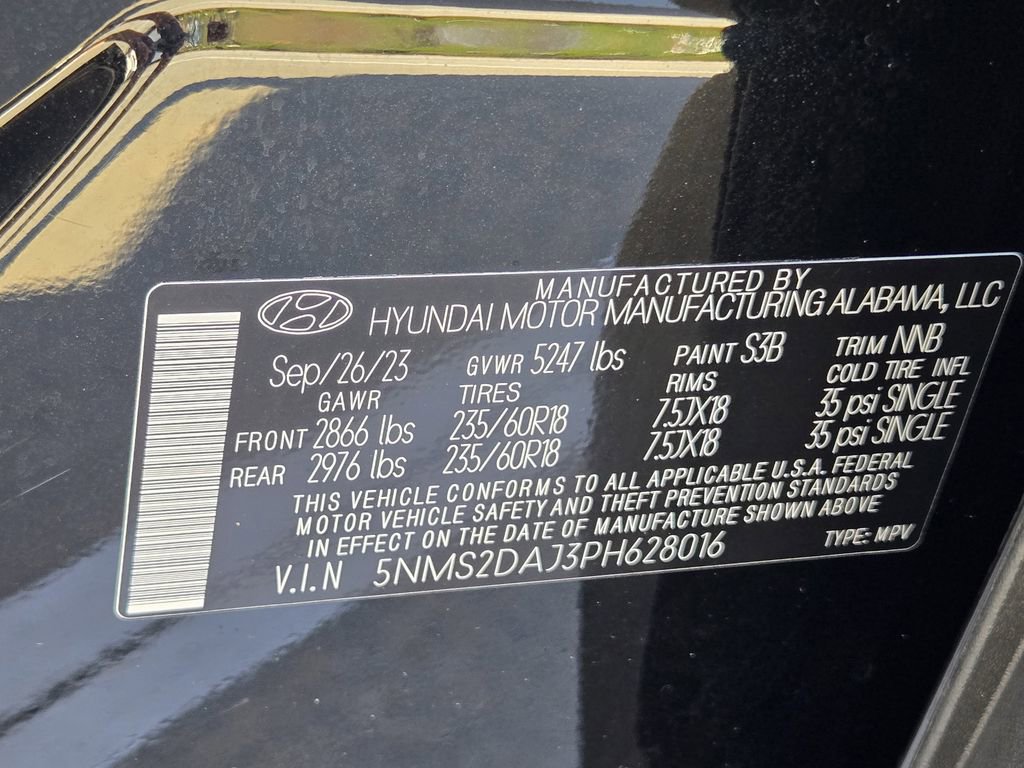 MANUFACTURED BY
HYUNDAI MOTOR MANUFACTURING ALABAMA, LLC
Sep/26/23 GVWR 5247 lbs PAINT S3B TRIM NNB
GAWR TIRES RIMS COLD TIRE INFL
FRONT 2866 lbs 235/60R18 7.5JX18 35 psi SINGLE
REAR 2976 lbs 235/60R18 7.5JX18 35 psi SINGLE
THIS VEHICLE CONFORMS TO ALL APPLICABLE U.S.A. FEDERAL
MOTOR VEHICLE SAFETY AND THEFT PREVENTION STANDARDS
IN EFFECT ON THE DATE OF MANUFACTURE SHOWN ABOVE
V.I.N 5NMS2DAJ3PH628016 TYPE: MPV